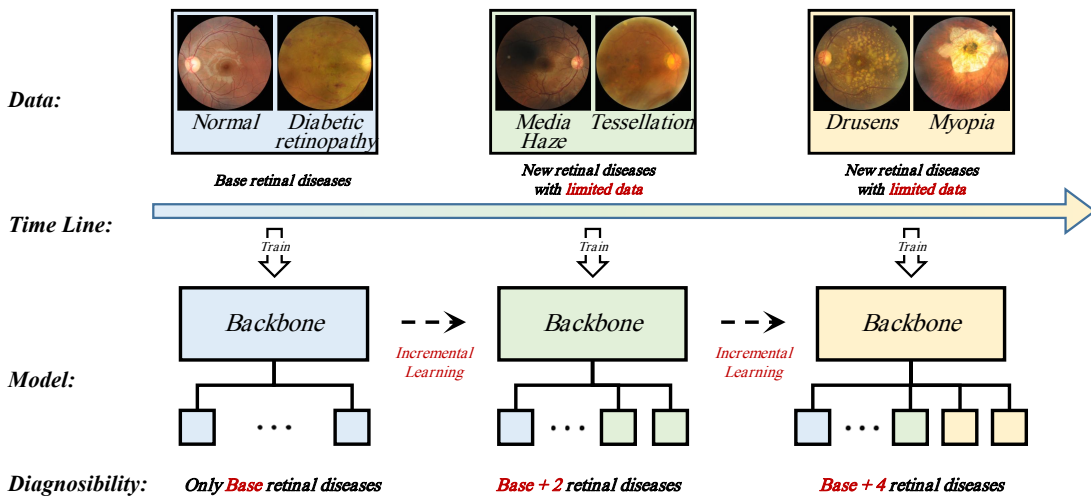 Data:
Normal
Diabetic
retinopathy
Media
Haze
Tessellation
Drusens
Myopia
Base retinal diseases
New retinal diseases
with limited data
New retinal diseases
with limited data
Time Line:
Train
Train
Train
Backbone
Backbone
Backbone
Incremental
Learning
Incremental
Learning
Model:
...
...
...
Diagnosibility:
Only Base retinal diseases
Base + 2 retinal diseases
Base + 4 retinal diseases